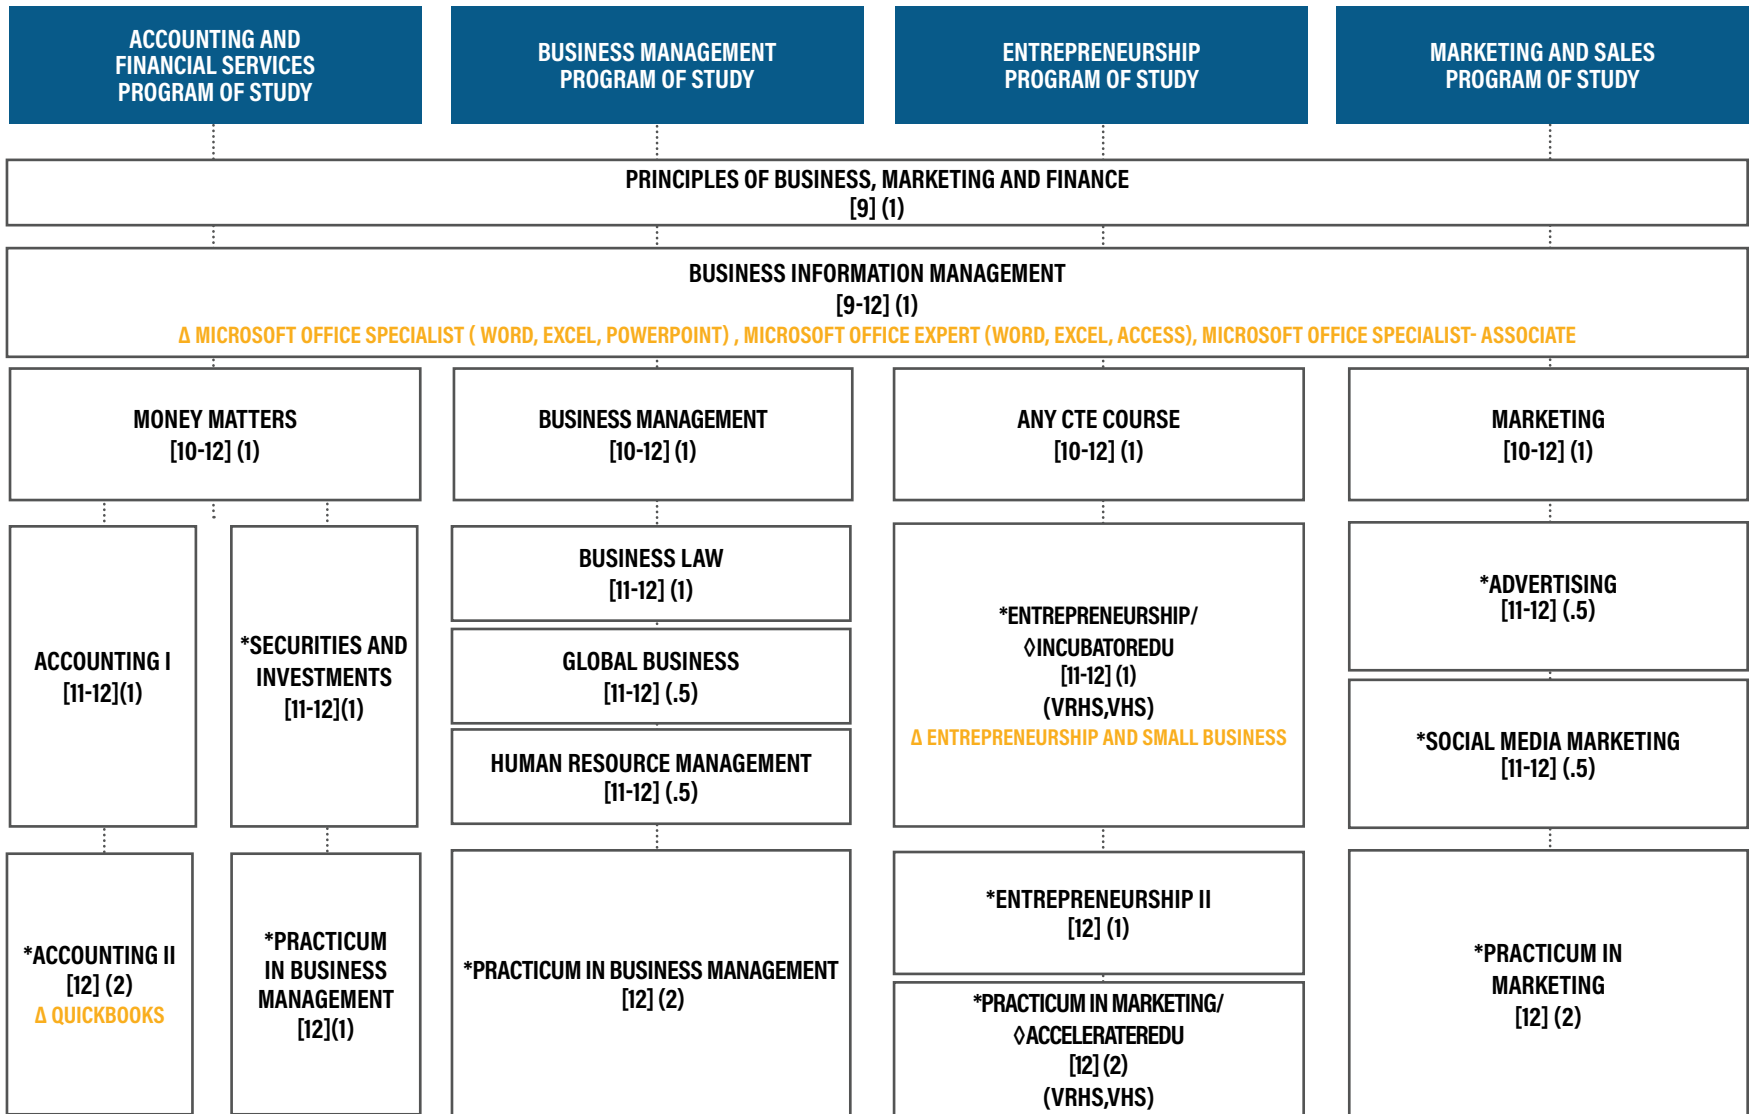 ACCOUNTING AND
FINANCIAL SERVICES
PROGRAM OF STUDY
BUSINESS MANAGEMENT
PROGRAM OF STUDY
ENTREPRENEURSHIP
PROGRAM OF STUDY
MARKETING AND SALES
PROGRAM OF STUDY
PRINCIPLES OF BUSINESS, MARKETING AND FINANCE
[9] (1)
BUSINESS INFORMATION MANAGEMENT
[9-12] (1)
Δ MICROSOFT OFFICE SPECIALIST ( WORD, EXCEL, POWERPOINT) , MICROSOFT OFFICE EXPERT (WORD, EXCEL, ACCESS), MICROSOFT OFFICE SPECIALIST- ASSOCIATE
MONEY MATTERS
[10-12] (1)
BUSINESS MANAGEMENT
[10-12] (1)
ANY CTE COURSE
[10-12] (1)
MARKETING
[10-12] (1)
ACCOUNTING I
[11-12](1)
*SECURITIES AND
INVESTMENTS
[11-12](1)
BUSINESS LAW
[11-12] (1)
GLOBAL BUSINESS
[11-12] (.5)
HUMAN RESOURCE MANAGEMENT
[11-12] (.5)
*ENTREPRENEURSHIP/
◊INCUBATOREDU
[11-12] (1)
(VRHS,VHS)
Δ ENTREPRENEURSHIP AND SMALL BUSINESS
*ADVERTISING
[11-12] (.5)
*SOCIAL MEDIA MARKETING
[11-12] (.5)
*ACCOUNTING II
[12] (2)
Δ QUICKBOOKS
*PRACTICUM
IN BUSINESS
MANAGEMENT
[12](1)
*PRACTICUM IN BUSINESS MANAGEMENT
[12] (2)
*ENTREPRENEURSHIP II
[12] (1)
*PRACTICUM IN MARKETING/
◊ACCELERATEREDU
[12] (2)
(VRHS,VHS)
*PRACTICUM IN
MARKETING
[12] (2)